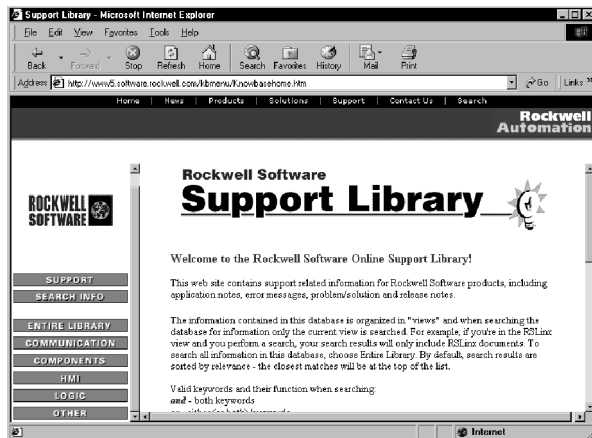 Support Library - Microsoft Internet Explorer
File Edit View Favorites Tools Help
Back Forward Stop Refresh Home Search Favorites History Mail Print
Address http://www5.software.rockwell.com/kbmenu/Knowbasehome.htm Go Links »
Home | News | Products | Solutions | Support | Contact Us | Search
Rockwell
Automation
ROCKWELL
SOFTWARE
SUPPORT
SEARCH INFO
ENTIRE LIBRARY
COMMUNICATION
COMPONENTS
HMI
LOGIC
OTHER
Rockwell Software
Support Library
Welcome to the Rockwell Software Online Support Library!
This web site contains support related information for Rockwell Software products, including
application notes, error messages, problem/solution and release notes.
The information contained in this database is organized in "views" and when searching the
database for information only the current view is searched. For example, if you're in the RSLinx
view and you perform a search, your search results will only include RSLinx documents. To
search all information in this database, choose Entire Library. By default, search results are
sorted by relevance - the closest matches will be at the top of the list.
Valid keywords and their function when searching:
and - both keywords
Internet